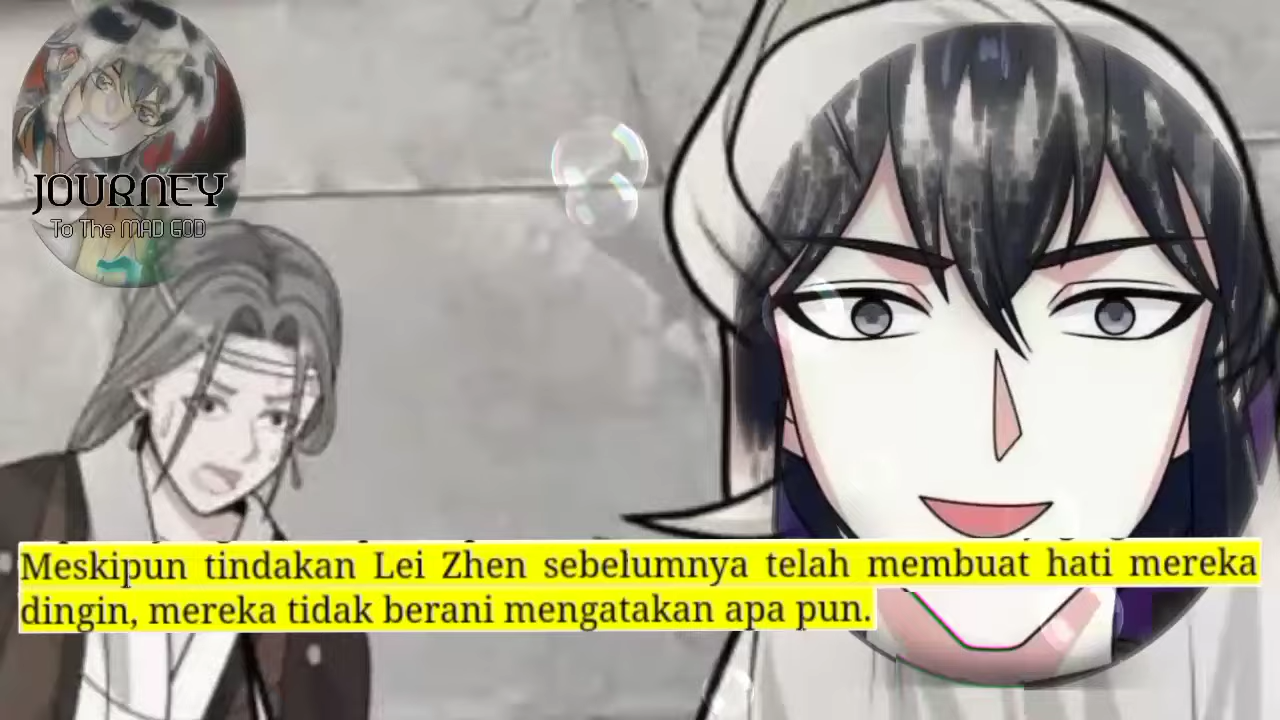 JOURNEY
To The MAD GOD
Meskipun tindakan Lei Zhen sebelumnya telah membuat hati mereka
dingin, mereka tidak berani mengatakan apa pun.